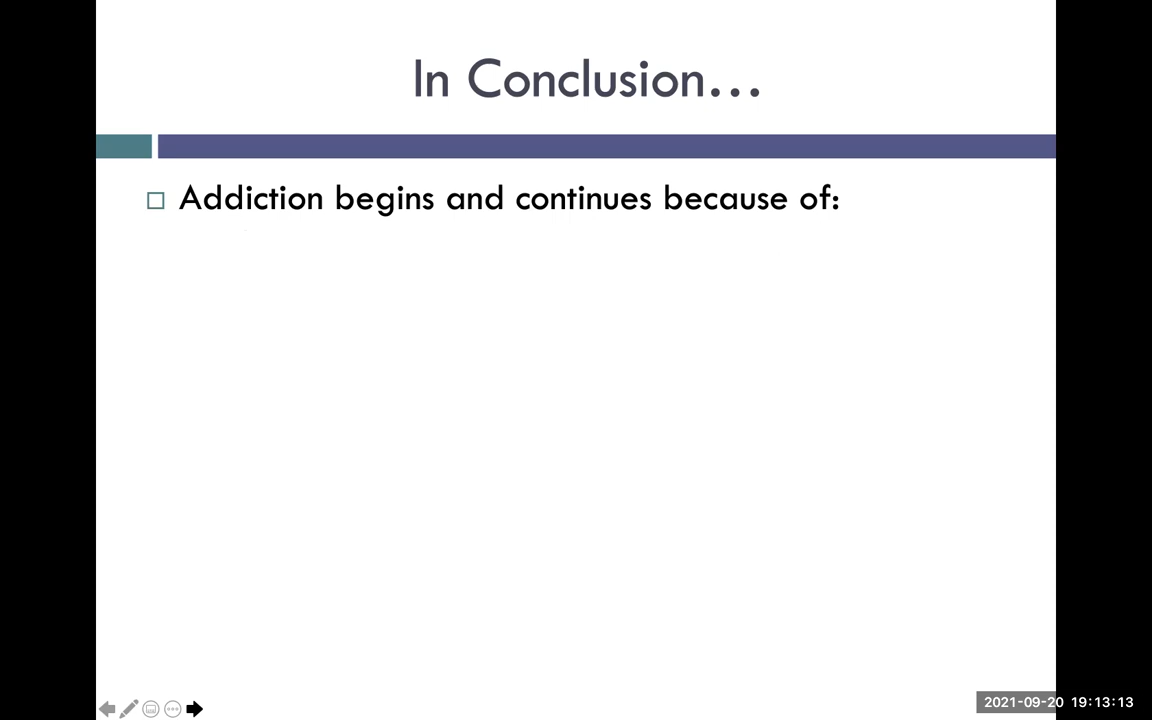 In Conclusion...
Addiction begins and continues because of:
2021-09-20 19:13:13